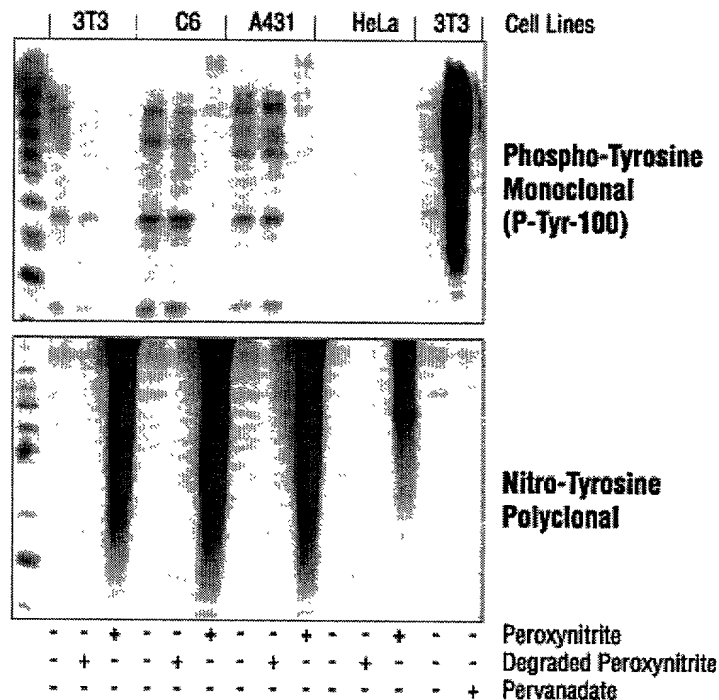 3T3 C6 A431 HeLa 3T3 Cell Lines
Phospho-Tyrosine
Monoclonal
(P-Tyr-100)
Nitro-Tyrosine
Polyclonal
- - + - - + - - + - - + - - Peroxynitrite
- + - - + - - + - - + - - - Degraded Peroxynitrite
- - - - - - - - - - - - - + Pervanadate